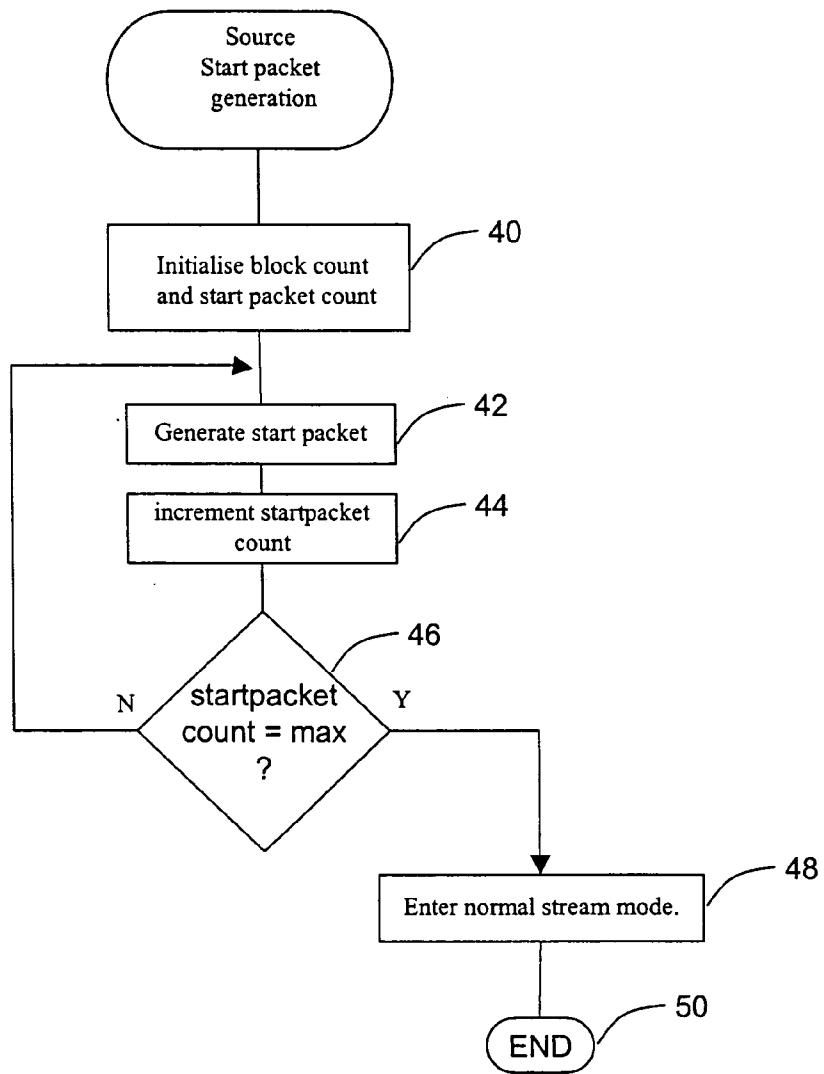 Source
Start packet
generation
40
Initialise block count
and start packet count
42
Generate start packet
44
increment startpacket
count
46
N
startpacket
Y
count = max
?
48
Enter normal stream mode.
50
END